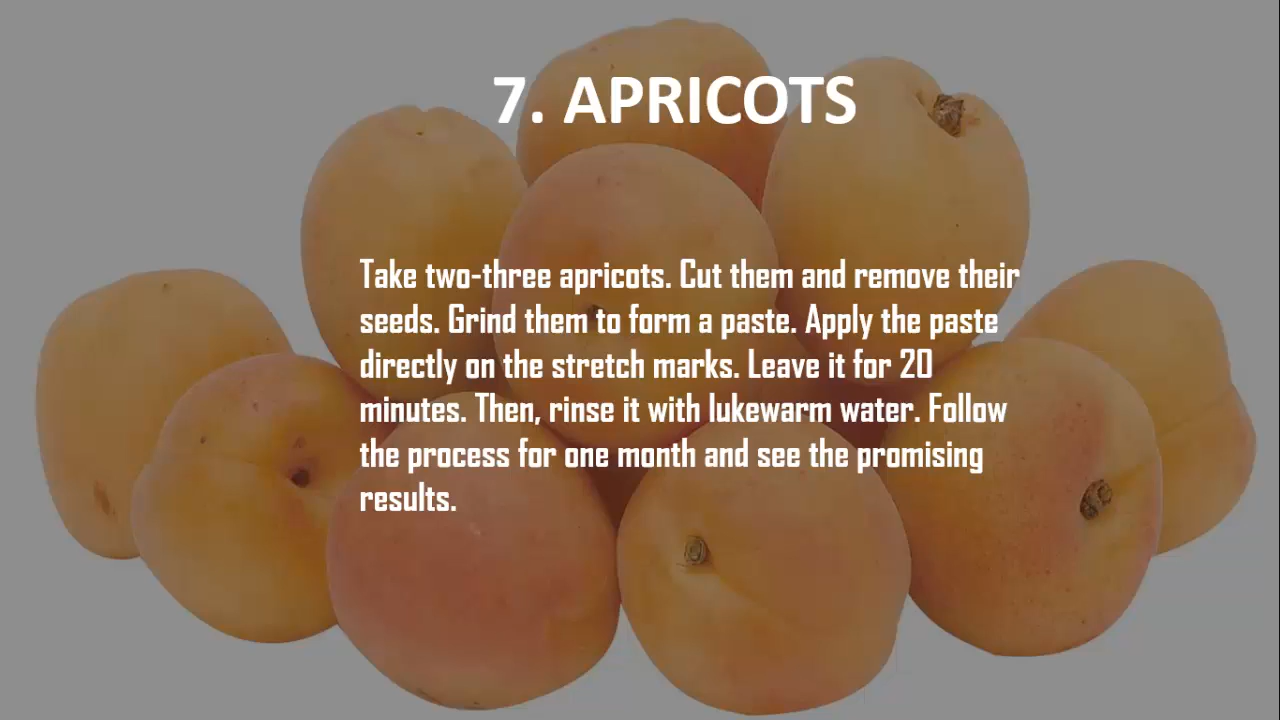 7. APRICOTS
Take two-three apricots. Cut them and remove their
seeds. Grind them to form a paste. Apply the paste
directly on the stretch marks. Leave it for 20
minutes. Then, rinse it with lukewarm water. Follow
the process for one month and see the promising
results.